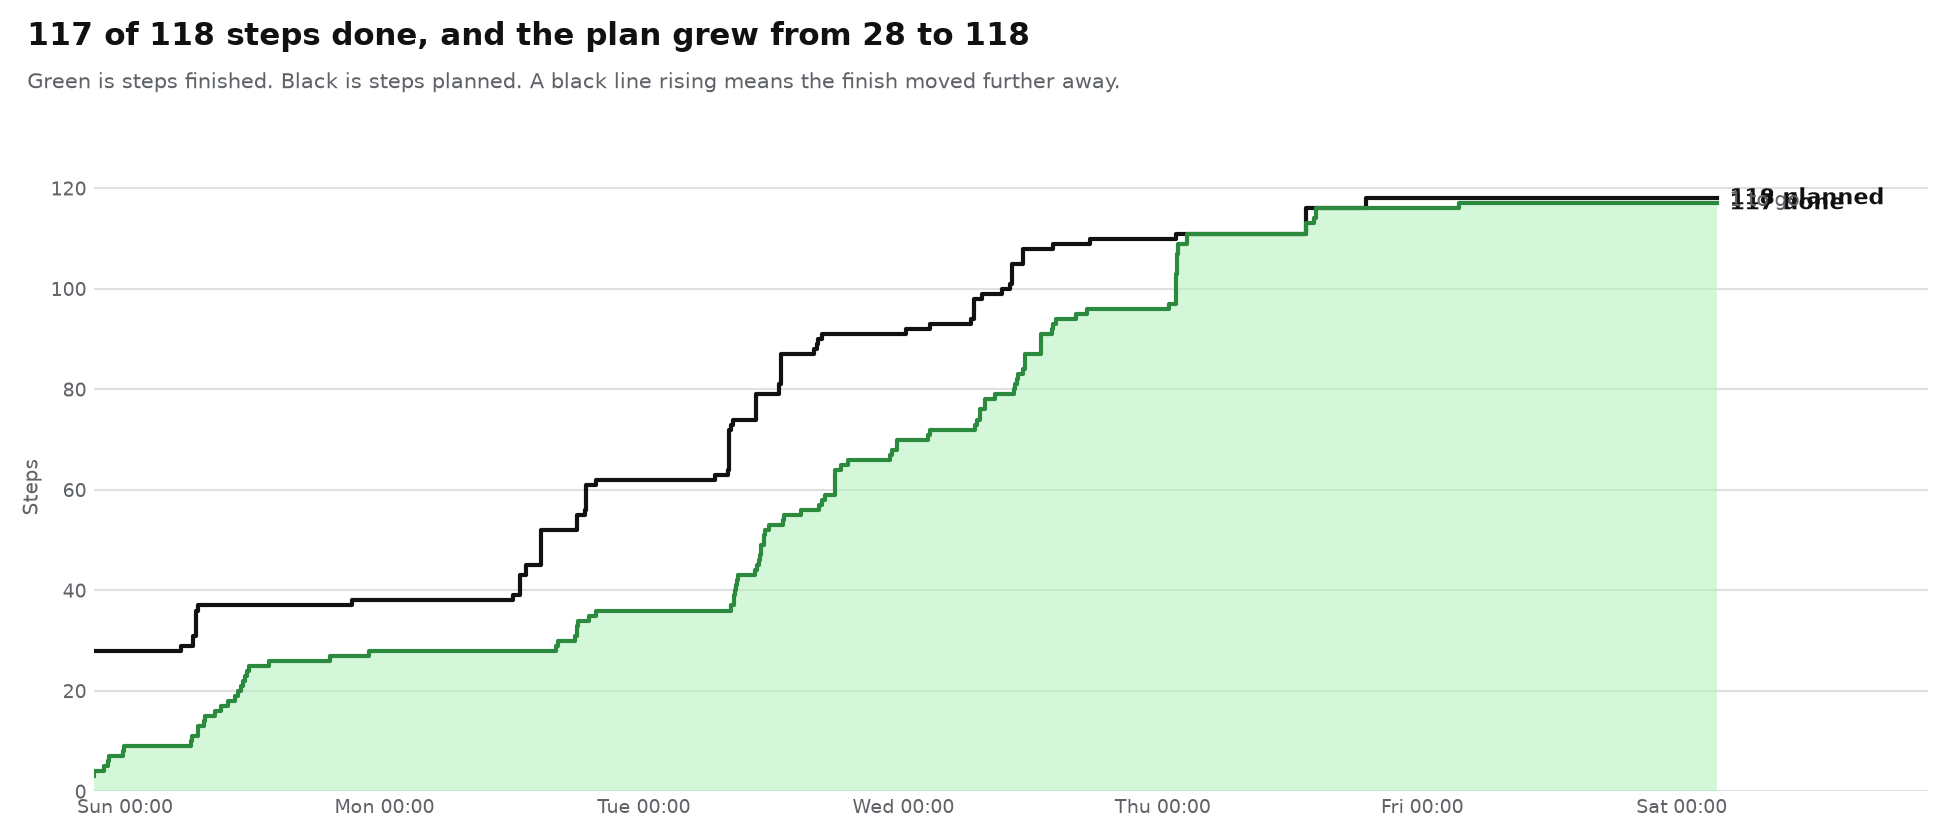 117 of 118 steps done, and the plan grew from 28 to 118
Green is steps finished. Black is steps planned. A black line rising means the finish moved further away.
Steps
120
100
80
60
40
20
0
118 planned
1 to go
117 done
Sun 00:00
Mon 00:00
Tue 00:00
Wed 00:00
Thu 00:00
Fri 00:00
Sat 00:00